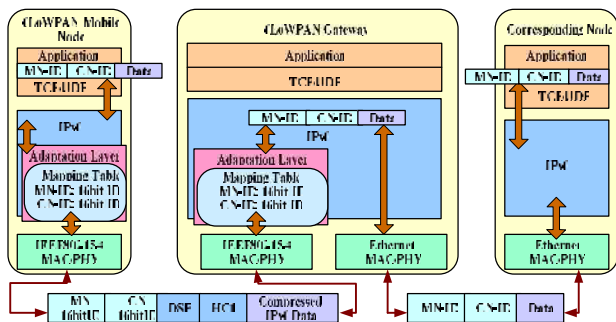 6LoWPAN Mobile
Node
Application
MN-ID CN-ID Data
TCP/UDP
IPv6
Adaptation Layer
Mapping Table
MN-ID: 16bit ID
CN-ID: 16bit ID
IEEE802.15.4
MAC/PHY
6LoWPAN Gateway
Application
TCP/UDP
MN-ID CN-ID Data
IPv6
Adaptation Layer
Mapping Table
MN-ID: 16bit ID
CN-ID: 16bit ID
IEEE802.15.4
MAC/PHY
Ethernet
MAC/PHY
Corresponding Node
Application
MN-ID CN-ID Data
TCP/UDP
IPv6
Ethernet
MAC/PHY
MN
16bitID
CN
16bitID
DSP
HC1
Compressed
IPv6 Data
MN-ID CN-ID Data